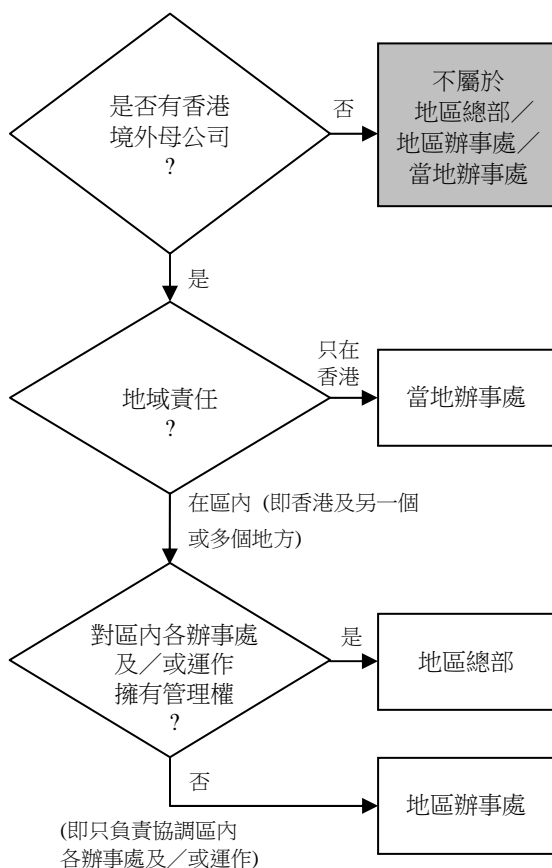 是否有香港
境外母公司
?
否
不屬於
地區總部／
地區辦事處／
當地辦事處
是
地域責任
?
只在
香港
當地辦事處
在區內 (即香港及另一個
或多個地方)
對區內各辦事處
及／或運作
擁有管理權
?
是
地區總部
否
地區辦事處
(即只負責協調區內
各辦事處及／或運作)